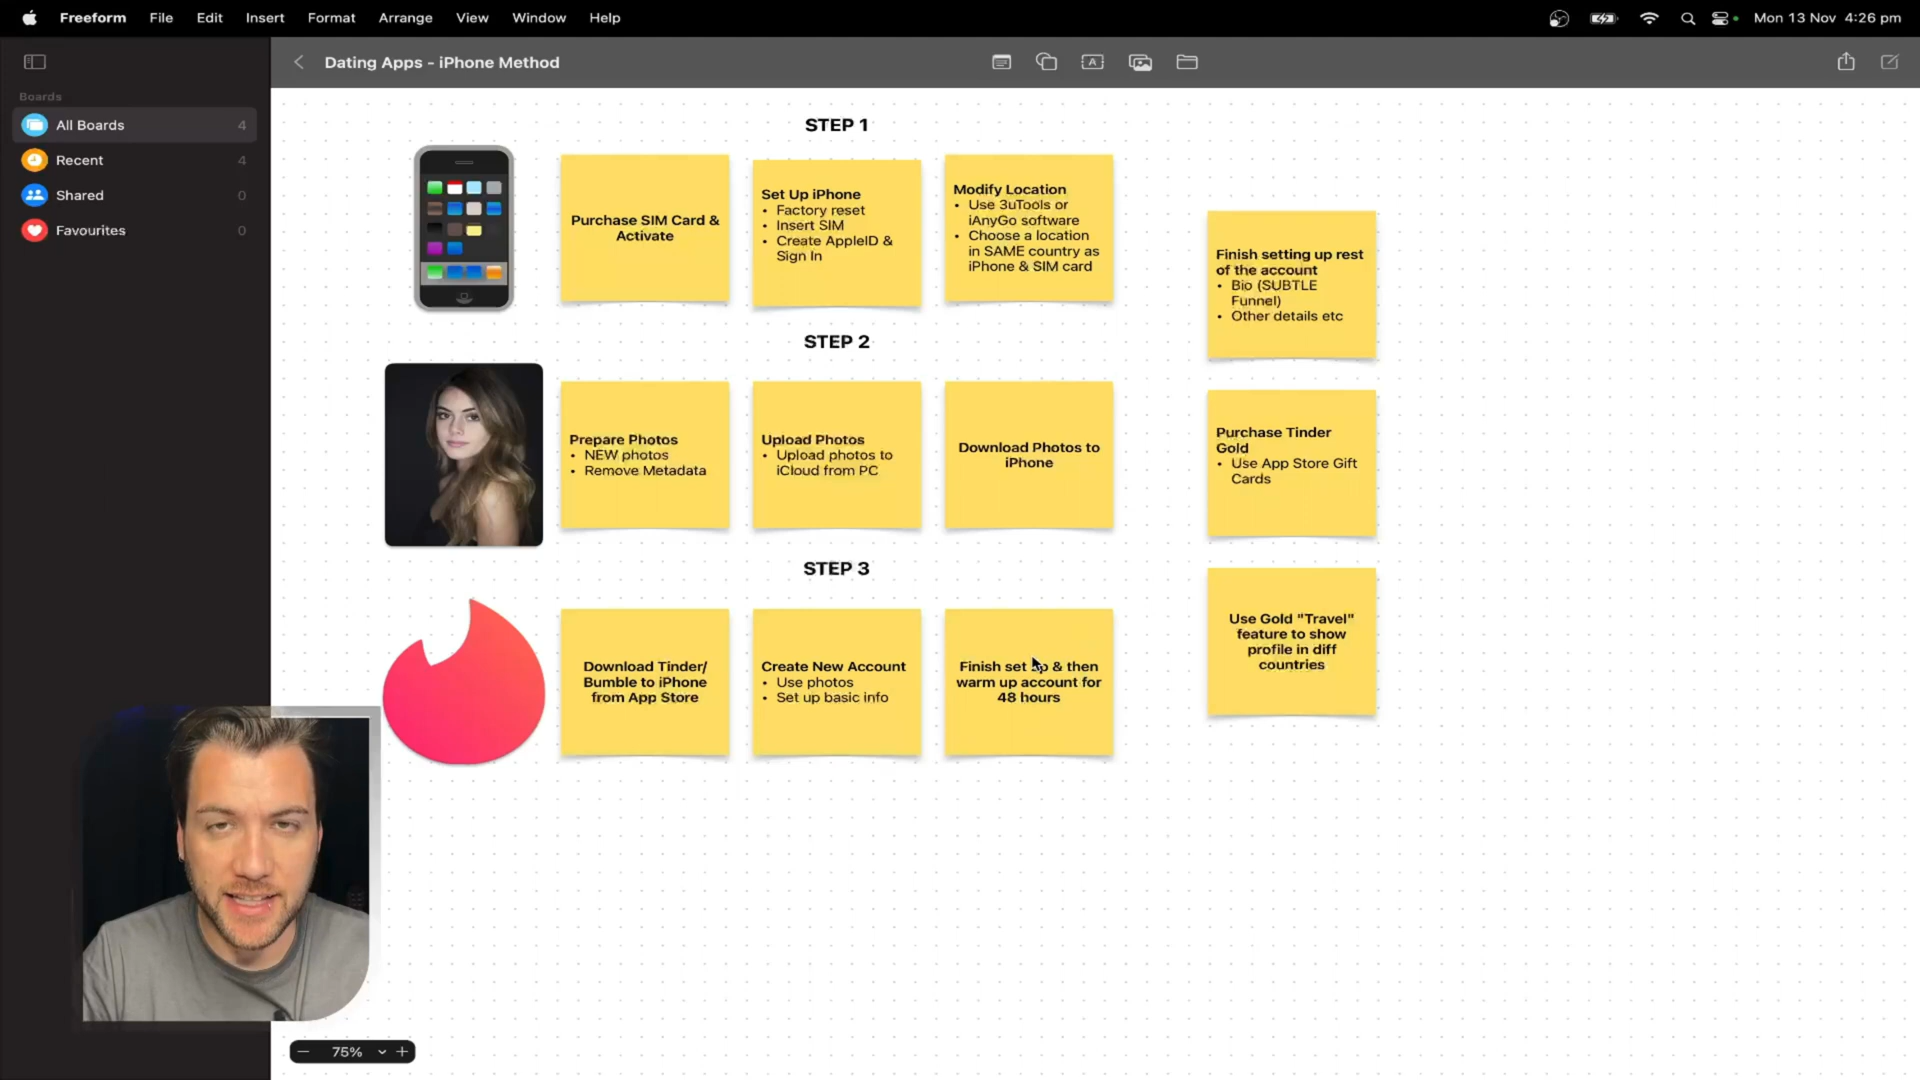 Freeform File Edit Insert Format Arrange View Window Help Mon 13 Nov 4:26 pm
Dating Apps - iPhone Method
Boards
All Boards 4
Recent 4
Shared 0
Favourites 0
STEP 1
Purchase SIM Card &
Activate
Set Up iPhone
• Factory reset
• Insert SIM
• Create AppleID &
Sign In
Modify Location
• Use 3uTools or
iAnyGo software
• Choose a location
in SAME country as
iPhone & SIM card
STEP 2
Prepare Photos
• NEW photos
• Remove Metadata
Upload Photos
• Upload photos to
iCloud from PC
Download Photos to
iPhone
STEP 3
Download Tinder/
Bumble to iPhone
from App Store
Create New Account
• Use photos
• Set up basic info
Finish set up & then
warm up account for
48 hours
Finish setting up rest
of the account
• Bio (SUBTLE
Funnel)
• Other details etc
Purchase Tinder
Gold
• Use App Store Gift
Cards
Use Gold "Travel"
feature to show
profile in diff
countries
75%